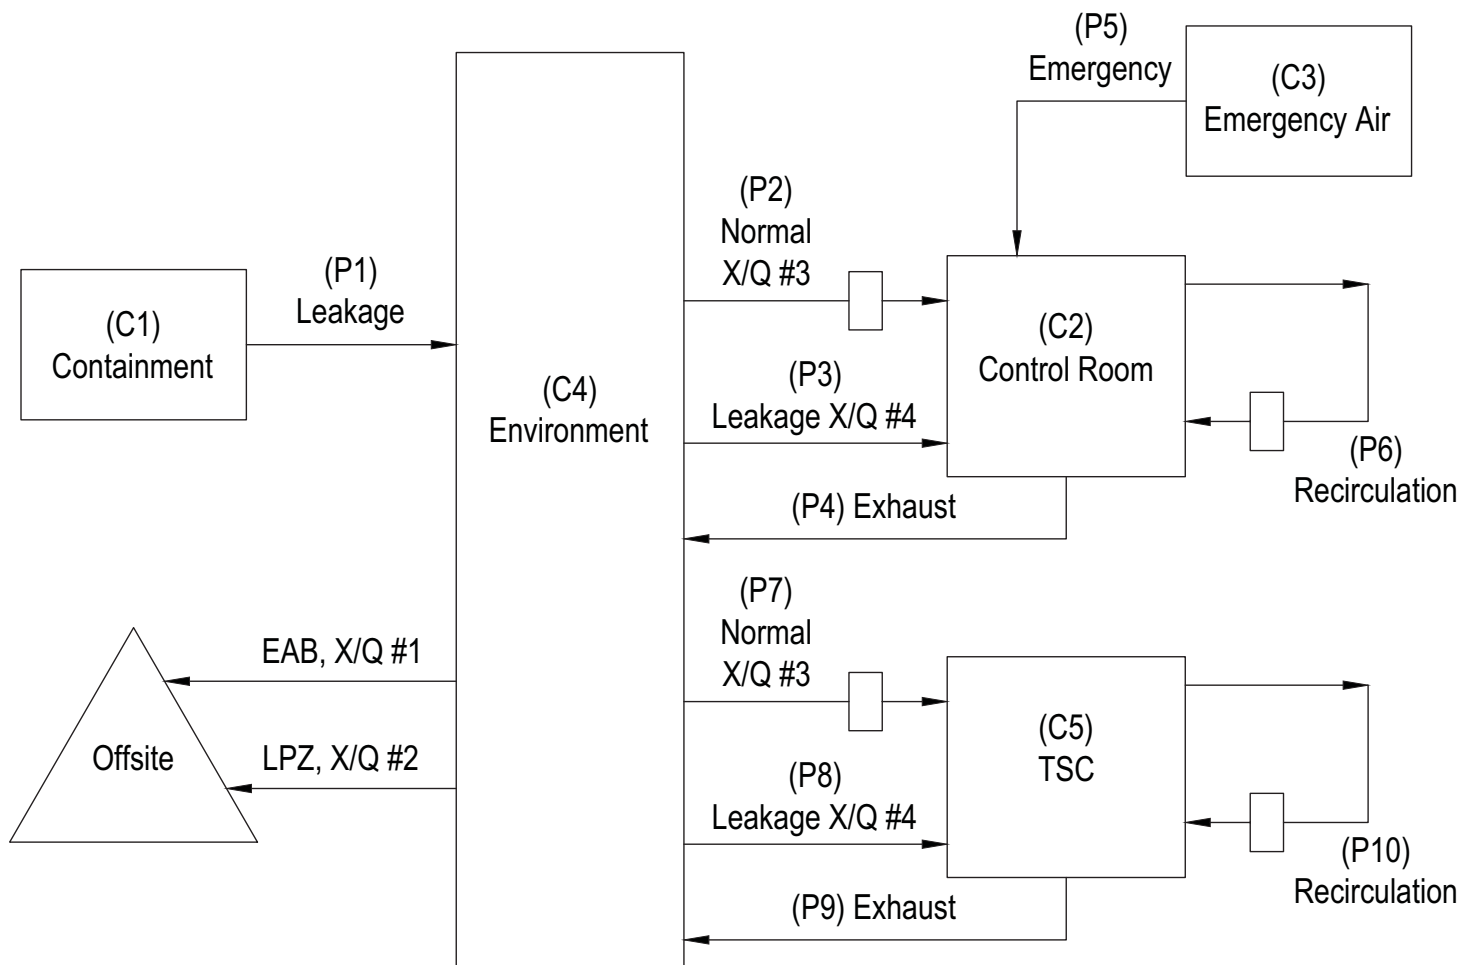 (P5)
Emergency
(C3)
Emergency Air
(P2)
Normal
X/Q #3
(P1)
Leakage
(C1)
Containment
(C4)
Environment
(C2)
Control Room
(P3)
Leakage X/Q #4
(P6)
Recirculation
(P4) Exhaust
(P7)
Normal
X/Q #3
EAB, X/Q #1
Offsite
LPZ, X/Q #2
(C5)
TSC
(P8)
Leakage X/Q #4
(P10)
Recirculation
(P9) Exhaust